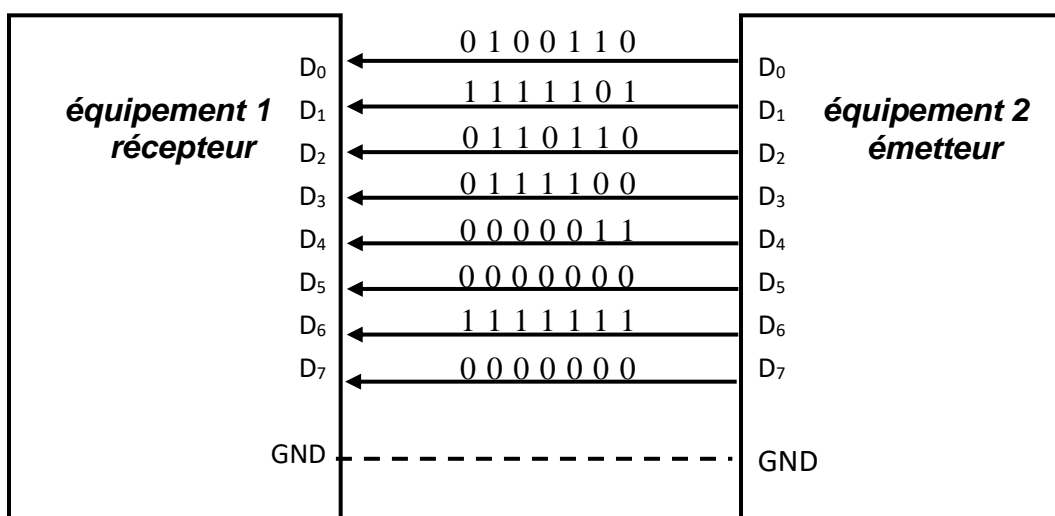 0 1 0 0 1 1 0
D₀ D₀
équipement 1 1 1 1 1 1 0 1 équipement 2
D₁ D₁
récepteur 0 1 1 0 1 1 0 émetteur
D₂ D₂
0 1 1 1 1 0 0
D₃ D₃
0 0 0 0 0 1 1
D₄ D₄
0 0 0 0 0 0 0
D₅ D₅
1 1 1 1 1 1 1
D₆ D₆
0 0 0 0 0 0 0
D₇ D₇
GND GND